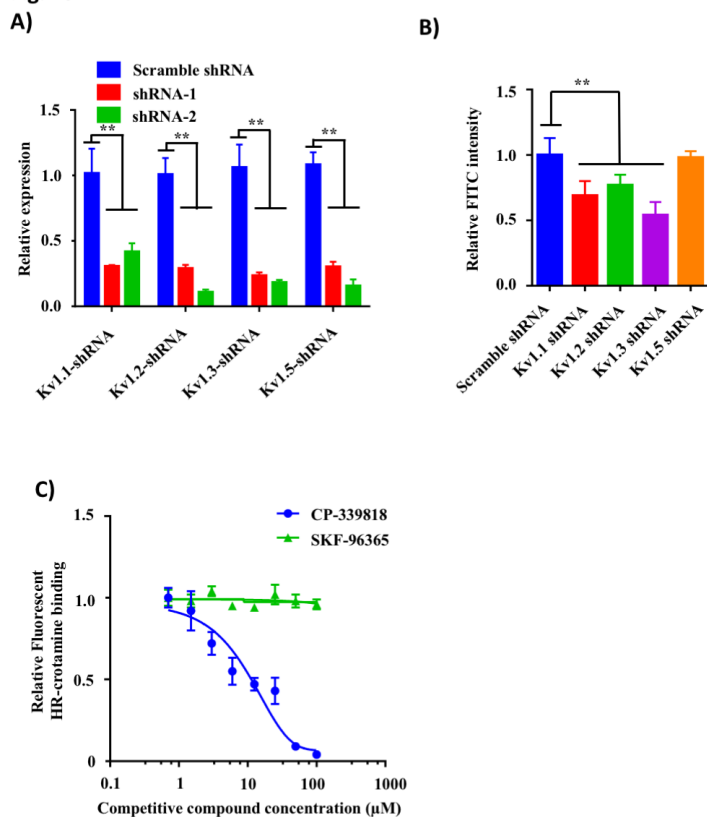 A)
Scramble shRNA
shRNA-1
shRNA-2
Relative expression
1.5
1.0
0.5
0.0
**
**
**
**
Kv1.1-shRNA
Kv1.2-shRNA
Kv1.3-shRNA
Kv1.5-shRNA
B)
Relative FITC intensity
1.5
1.0
0.5
0.0
**
Scramble shRNA
Kv1.1 shRNA
Kv1.2 shRNA
Kv1.3 shRNA
Kv1.5 shRNA
C)
CP-339818
SKF-96365
Relative Fluorescent
HR-crotamine binding
1.5
1.0
0.5
0
0.1
1
10
100
1000
Competitive compound concentration (µM)